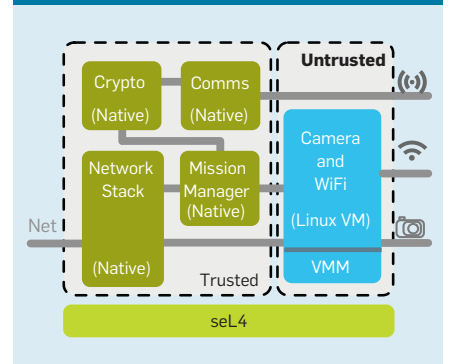 Untrusted
Crypto
(Native)
Comms
(Native)
Network
Stack
(Native)
Mission
Manager
(Native)
Camera
and
WiFi
(Linux VM)
VMM
Net
Trusted
seL4